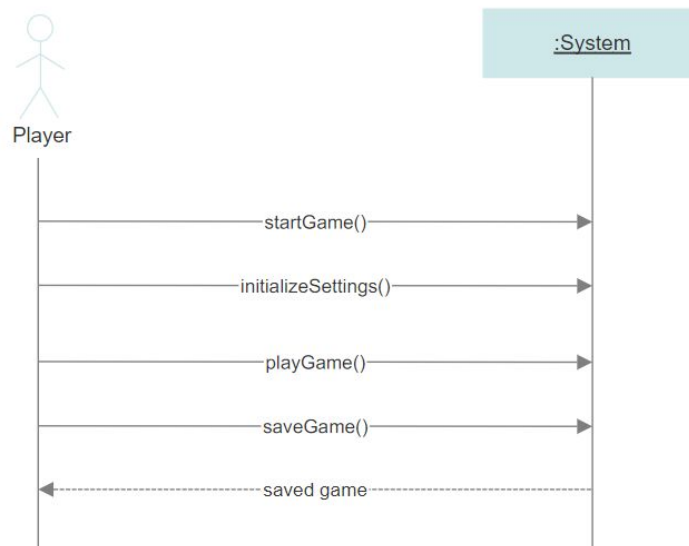 :System
Player
startGame()
initializeSettings()
playGame()
saveGame()
saved game